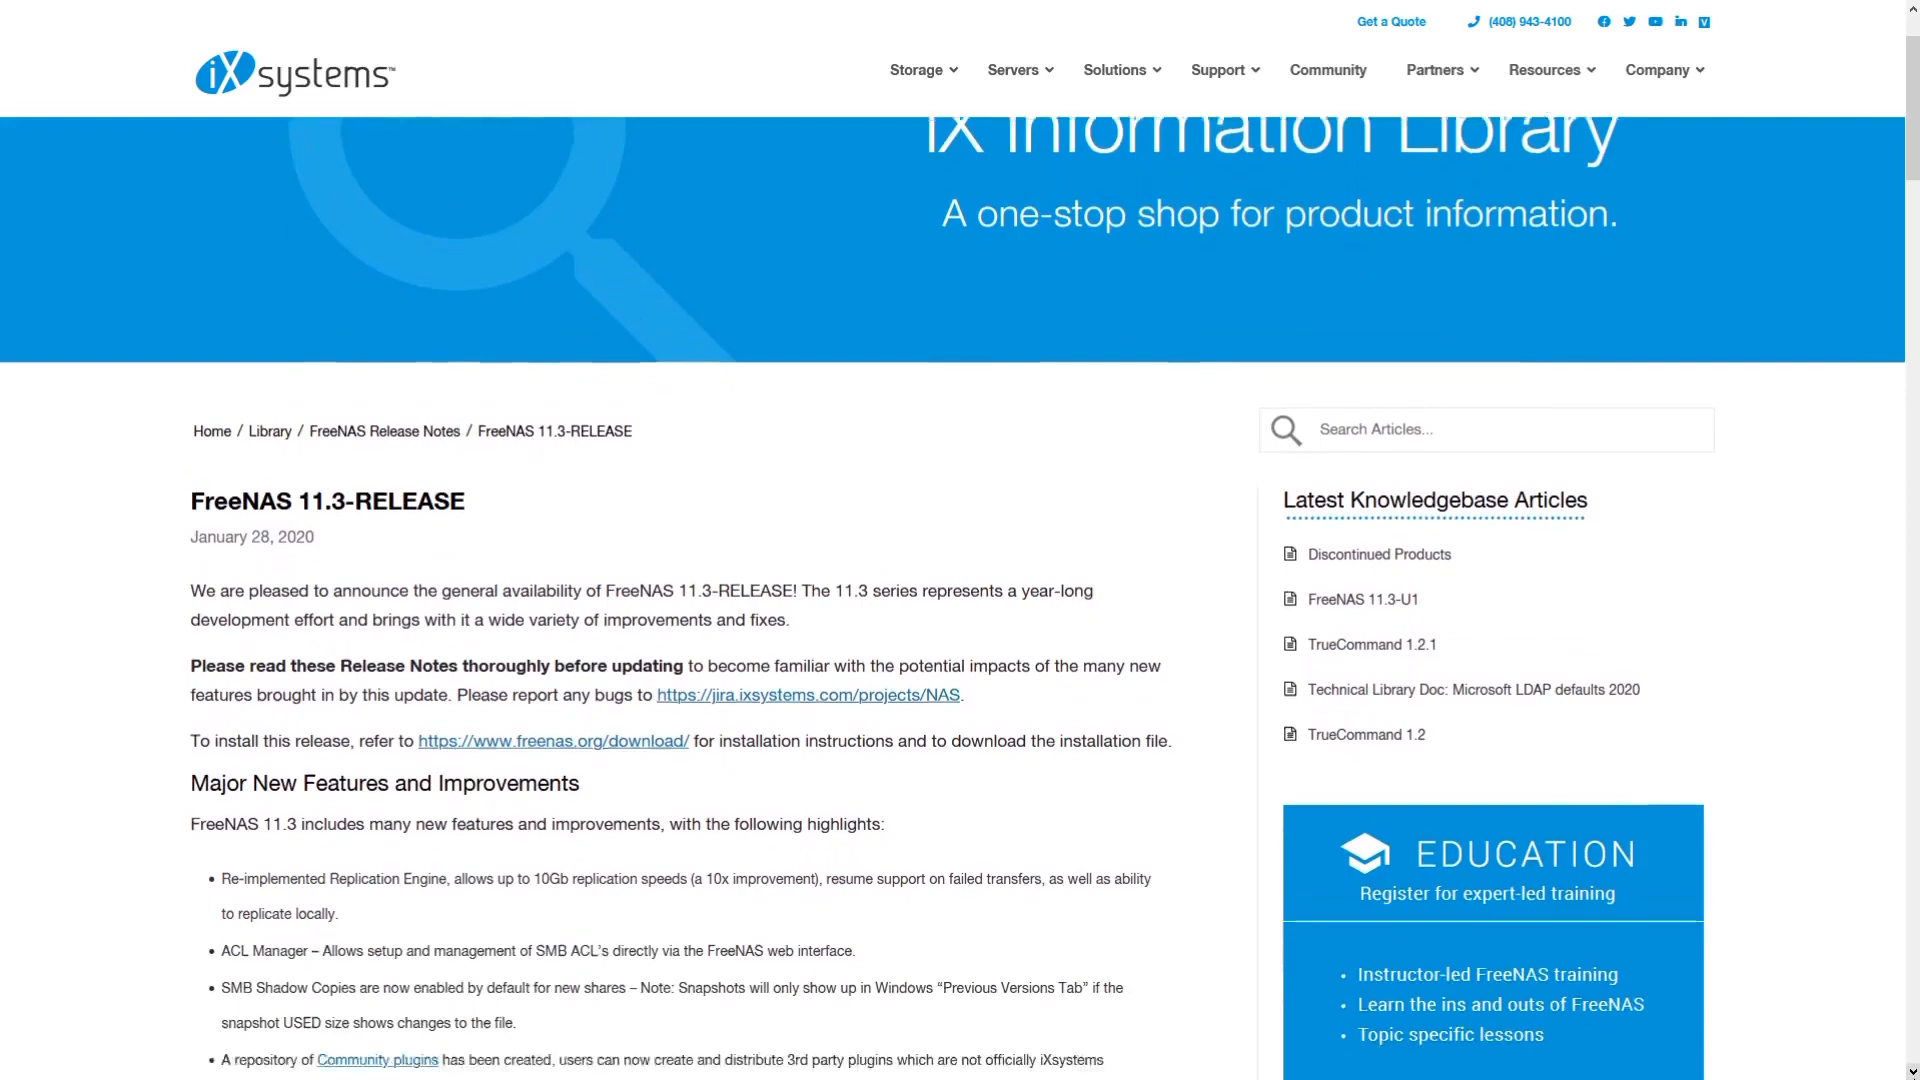 Get a Quote
(408) 943-4100
iXsystems™
Storage
Servers
Solutions
Support
Community
Partners
Resources
Company
iX Information Library
A one-stop shop for product information.
Home / Library / FreeNAS Release Notes / FreeNAS 11.3-RELEASE
Search Articles...
FreeNAS 11.3-RELEASE
January 28, 2020
We are pleased to announce the general availability of FreeNAS 11.3-RELEASE! The 11.3 series represents a year-long
development effort and brings with it a wide variety of improvements and fixes.
Please read these Release Notes thoroughly before updating to become familiar with the potential impacts of the many new
features brought in by this update. Please report any bugs to https://jira.ixsystems.com/projects/NAS.
To install this release, refer to https://www.freenas.org/download/ for installation instructions and to download the installation file.
Major New Features and Improvements
FreeNAS 11.3 includes many new features and improvements, with the following highlights:
• Re-implemented Replication Engine, allows up to 10Gb replication speeds (a 10x improvement), resume support on failed transfers, as well as ability
to replicate locally.
• ACL Manager – Allows setup and management of SMB ACL's directly via the FreeNAS web interface.
• SMB Shadow Copies are now enabled by default for new shares – Note: Snapshots will only show up in Windows “Previous Versions Tab” if the
snapshot USED size shows changes to the file.
• A repository of Community plugins has been created, users can now create and distribute 3rd party plugins which are not officially iXsystems
Latest Knowledgebase Articles
Discontinued Products
FreeNAS 11.3-U1
TrueCommand 1.2.1
Technical Library Doc: Microsoft LDAP defaults 2020
TrueCommand 1.2
EDUCATION
Register for expert-led training
• Instructor-led FreeNAS training
• Learn the ins and outs of FreeNAS
• Topic specific lessons